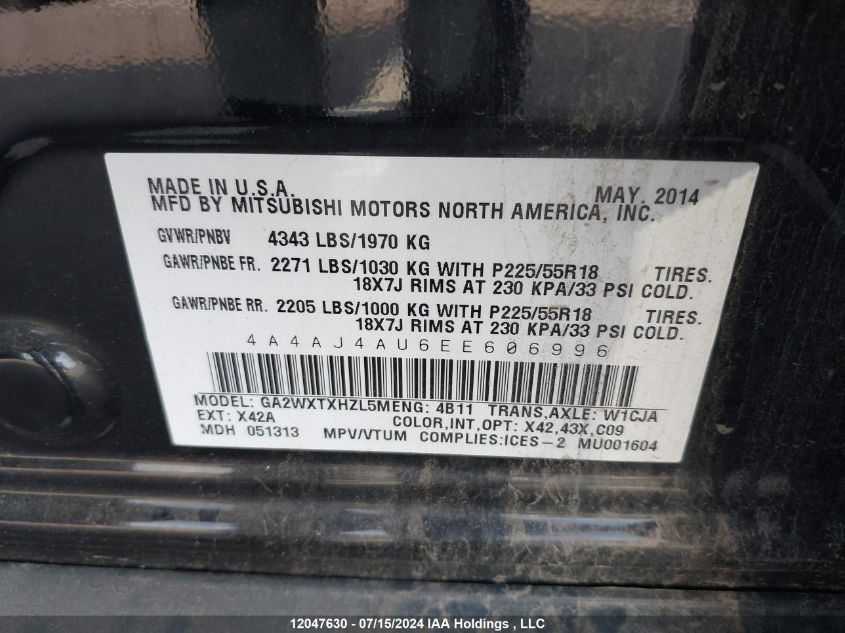 MADE IN U.S.A. MAY. 2014
MFD BY MITSUBISHI MOTORS NORTH AMERICA, INC.
GVWR/PNBV 4343 LBS/1970 KG
GAWR/PNBE FR. 2271 LBS/1030 KG WITH P225/55R18 TIRES.
18X7J RIMS AT 230 KPA/33 PSI COLD.
GAWR/PNBE RR. 2205 LBS/1000 KG WITH P225/55R18 TIRES.
18X7J RIMS AT 230 KPA/33 PSI COLD.
4A4AJ4AU6EE606996
MODEL: GA2WXTXHZL5MENG: 4B11 TRANS,AXLE: W1CJA
EXT: X42A COLOR,INT,OPT: X42,43X,C09
MDH 051313 MPV/VTUM COMPLIES:ICES-2 MU001604
12047630 - 07/15/2024 IAA Holdings, LLC